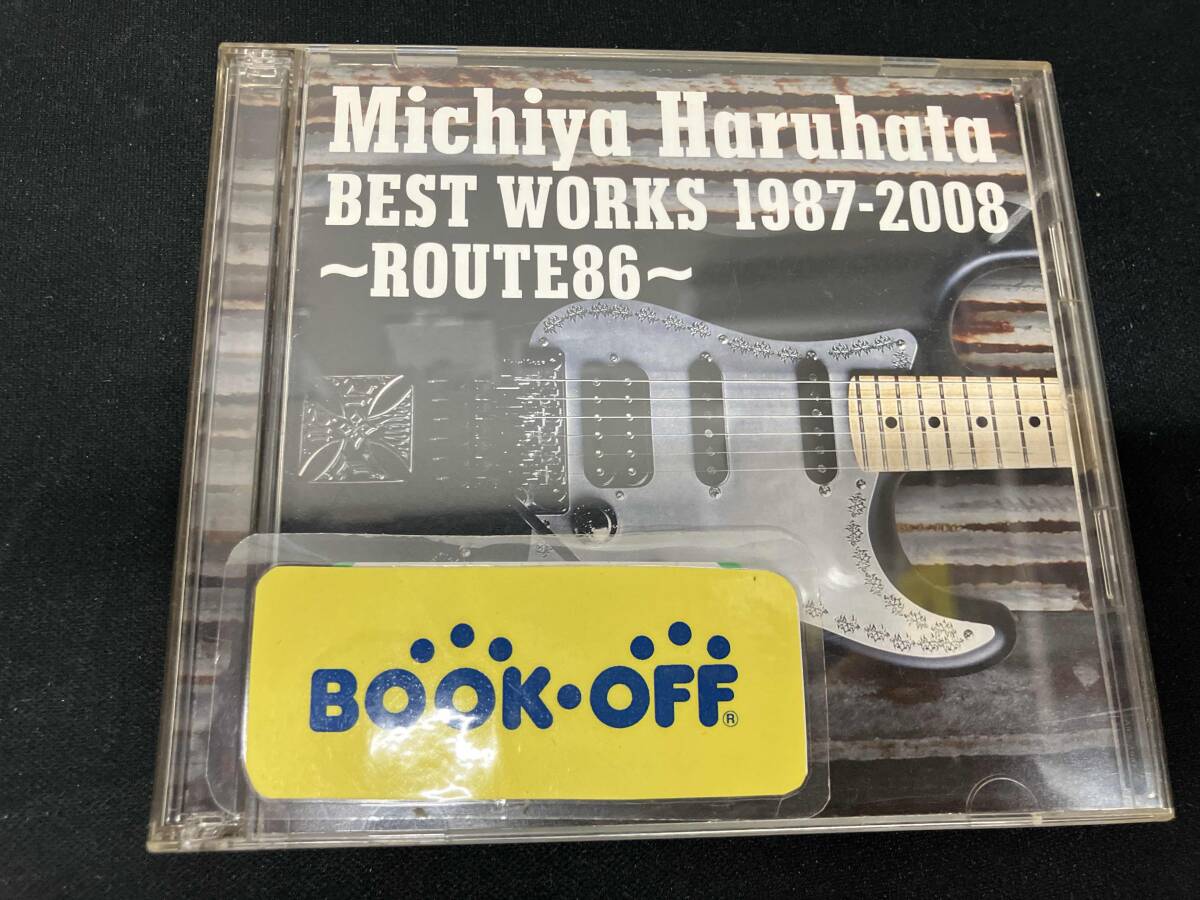 Michiya Haruhata
BEST WORKS 1987-2008
～ROUTE86～
BOOK・OFF®